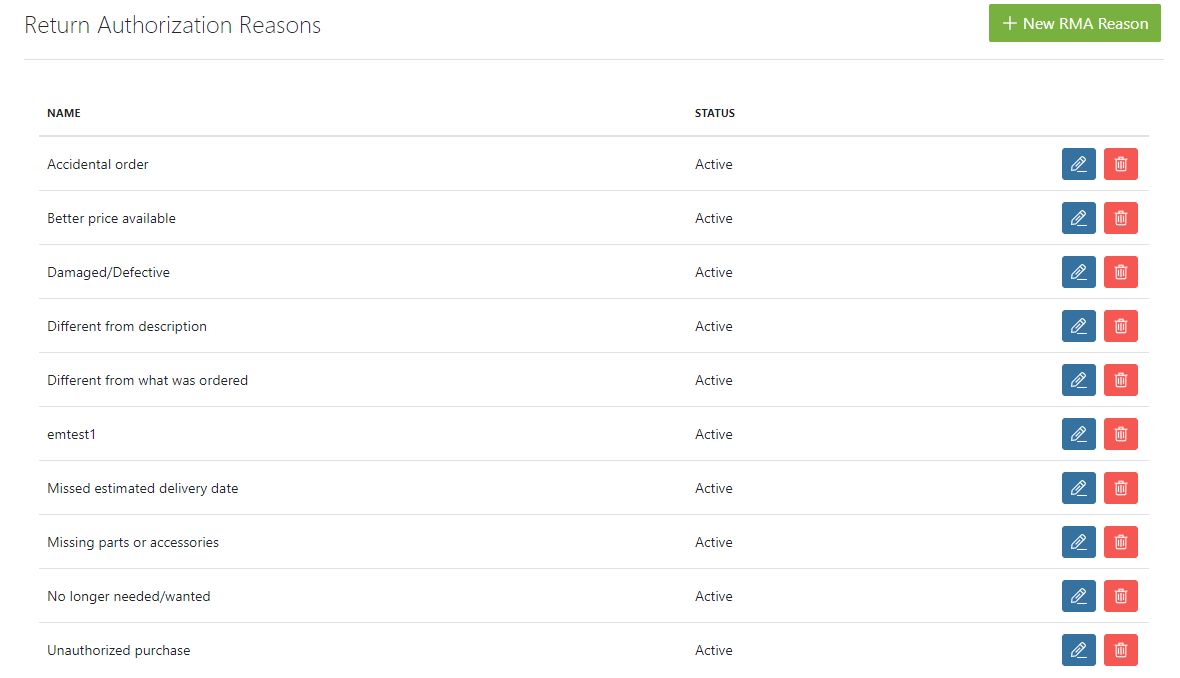 Return Authorization Reasons
New RMA Reason
NAME STATUS
Accidental order Active
Better price available Active
Damaged/Defective Active
Different from description Active
Different from what was ordered Active
emtest1 Active
Missed estimated delivery date Active
Missing parts or accessories Active
No longer needed/wanted Active
Unauthorized purchase Active